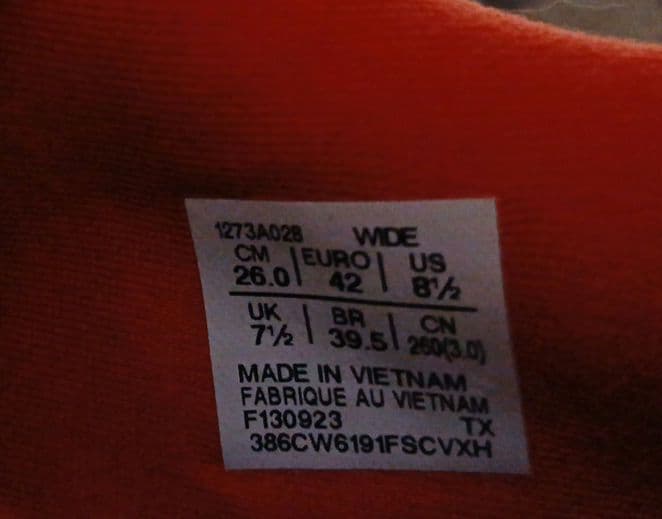 1273A028 WIDE
CM | EURO | US
26.0 | 42 | 8½
UK | BR | CN
7½ | 39.5 | 260(3.0)
MADE IN VIETNAM
FABRIQUE AU VIETNAM
F130923 TX
386CW6191FSCVXH